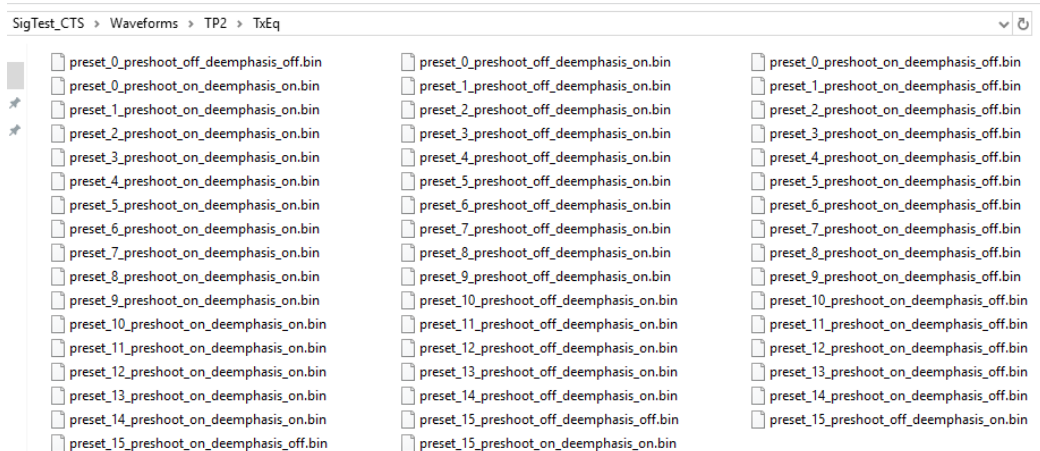 SigTest_CTS > Waveforms > TP2 > TxEq
preset_0_preshoot_off_deemphasis_off.bin
preset_0_preshoot_on_deemphasis_on.bin
preset_1_preshoot_on_deemphasis_on.bin
preset_2_preshoot_on_deemphasis_on.bin
preset_3_preshoot_on_deemphasis_on.bin
preset_4_preshoot_on_deemphasis_on.bin
preset_5_preshoot_on_deemphasis_on.bin
preset_6_preshoot_on_deemphasis_on.bin
preset_7_preshoot_on_deemphasis_on.bin
preset_8_preshoot_on_deemphasis_on.bin
preset_9_preshoot_on_deemphasis_on.bin
preset_10_preshoot_on_deemphasis_on.bin
preset_11_preshoot_on_deemphasis_on.bin
preset_12_preshoot_on_deemphasis_on.bin
preset_13_preshoot_on_deemphasis_on.bin
preset_14_preshoot_on_deemphasis_on.bin
preset_15_preshoot_on_deemphasis_off.bin
preset_0_preshoot_off_deemphasis_on.bin
preset_1_preshoot_off_deemphasis_on.bin
preset_2_preshoot_off_deemphasis_on.bin
preset_3_preshoot_off_deemphasis_on.bin
preset_4_preshoot_off_deemphasis_on.bin
preset_5_preshoot_off_deemphasis_on.bin
preset_6_preshoot_off_deemphasis_on.bin
preset_7_preshoot_off_deemphasis_on.bin
preset_8_preshoot_off_deemphasis_on.bin
preset_9_preshoot_off_deemphasis_on.bin
preset_10_preshoot_off_deemphasis_on.bin
preset_11_preshoot_off_deemphasis_on.bin
preset_12_preshoot_off_deemphasis_on.bin
preset_13_preshoot_off_deemphasis_on.bin
preset_14_preshoot_off_deemphasis_on.bin
preset_15_preshoot_off_deemphasis_off.bin
preset_15_preshoot_on_deemphasis_on.bin
preset_0_preshoot_on_deemphasis_off.bin
preset_1_preshoot_on_deemphasis_off.bin
preset_2_preshoot_on_deemphasis_off.bin
preset_3_preshoot_on_deemphasis_off.bin
preset_4_preshoot_on_deemphasis_off.bin
preset_5_preshoot_on_deemphasis_off.bin
preset_6_preshoot_on_deemphasis_off.bin
preset_7_preshoot_on_deemphasis_off.bin
preset_8_preshoot_on_deemphasis_off.bin
preset_9_preshoot_on_deemphasis_off.bin
preset_10_preshoot_on_deemphasis_off.bin
preset_11_preshoot_on_deemphasis_off.bin
preset_12_preshoot_on_deemphasis_off.bin
preset_13_preshoot_on_deemphasis_off.bin
preset_14_preshoot_on_deemphasis_off.bin
preset_15_preshoot_off_deemphasis_on.bin